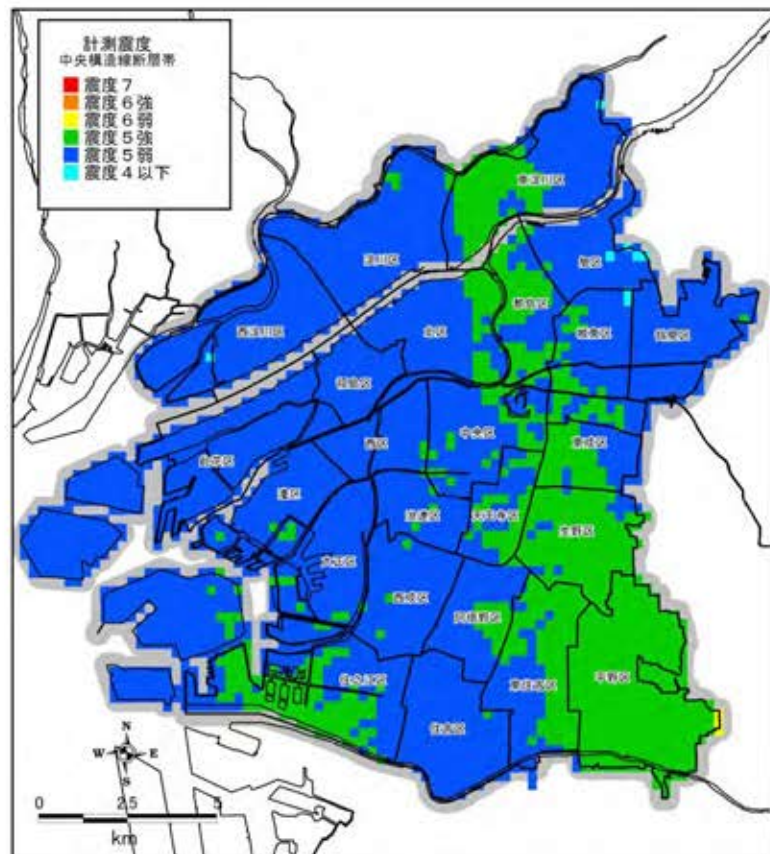 計測震度
中央構造線断層帯
震度7
震度6強
震度6弱
震度5強
震度5弱
震度4以下
東淀川区
淀川区
旭区
都島区
西淀川区
北区
城東区
鶴見区
福島区
中央区
西区
東成区
此花区
港区
浪速区
天王寺区
生野区
大正区
西成区
阿倍野区
平野区
住之江区
東住吉区
住吉区
N
W E
S
0 2.5 5
km